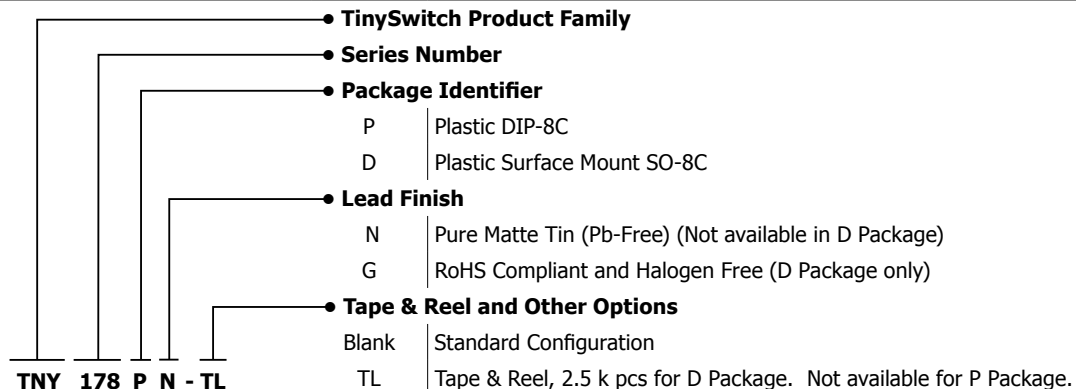 TinySwitch Product Family
Series Number
Package Identifier
P Plastic DIP-8C
D Plastic Surface Mount SO-8C
Lead Finish
N Pure Matte Tin (Pb-Free) (Not available in D Package)
G RoHS Compliant and Halogen Free (D Package only)
Tape & Reel and Other Options
Blank Standard Configuration
TNY 178 P N - TL TL Tape & Reel, 2.5 k pcs for D Package. Not available for P Package.